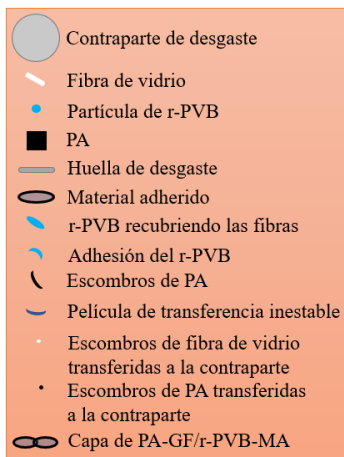 Contraparte de desgaste
Fibra de vidrio
Partícula de r-PVB
PA
Huella de desgaste
Material adherido
r-PVB recubriendo las fibras
Adhesión del r-PVB
Escombros de PA
Película de transferencia inestable
Escombros de fibra de vidrio
transferidas a la contraparte
Escombros de PA transferidas
a la contraparte
Capa de PA-GF/r-PVB-MA